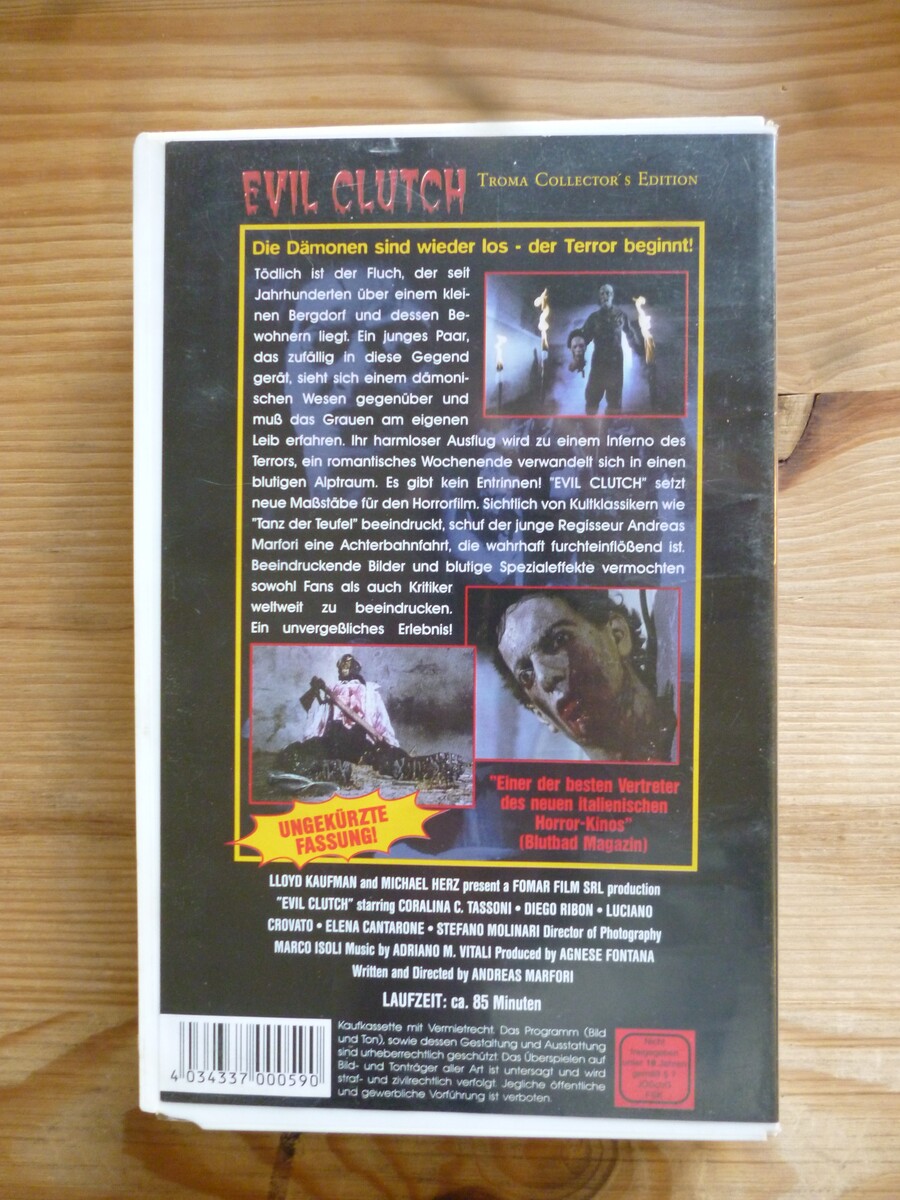 EVIL CLUTCH TROMA COLLECTOR´S EDITION
Die Dämonen sind wieder los - der Terror beginnt!
Tödlich ist der Fluch, der seit
Jahrhunderten über einem klei-
nen Bergdorf und dessen Be-
wohnern liegt. Ein junges Paar,
das zufällig in diese Gegend
gerät, sieht sich einem dämoni-
schen Wesen gegenüber und
muß das Grauen am eigenen
Leib erfahren. Ihr harmloser Ausflug wird zu einem Inferno des
Terrors, ein romantisches Wochenende verwandelt sich in einen
blutigen Alptraum. Es gibt kein Entrinnen! "EVIL CLUTCH" setzt
neue Maßstäbe für den Horrorfilm. Sichtlich von Kultklassikern wie
"Tanz der Teufel" beeindruckt, schuf der junge Regisseur Andreas
Marfori eine Achterbahnfahrt, die wahrhaft furchteinflößend ist.
Beeindruckende Bilder und blutige Spezialeffekte vermochten
sowohl Fans als auch Kritiker
weltweit zu beeindrucken.
Ein unvergeßliches Erlebnis!
UNGEKÜRZTE
FASSUNG!
"Einer der besten Vertreter
des neuen italienischen
Horror-Kinos"
(Blutbad Magazin)
LLOYD KAUFMAN and MICHAEL HERZ present a FOMAR FILM SRL production
"EVIL CLUTCH" starring CORALINA C. TASSONI • DIEGO RIBON • LUCIANO
CROVATO • ELENA CANTARONE • STEFANO MOLINARI Director of Photography
MARCO ISOLI Music by ADRIANO M. VITALI Produced by AGNESE FONTANA
Written and Directed by ANDREAS MARFORI
LAUFZEIT: ca. 85 Minuten
4 034337 000590
Kaufkassette mit Vermietrecht. Das Programm (Bild
und Ton), sowie dessen Gestaltung und Ausstattung
sind urheberrechtlich geschützt. Das Überspielen auf
Bild- und Tonträger aller Art ist untersagt und wird
straf- und zivilrechtlich verfolgt. Jegliche öffentliche
und gewerbliche Vorführung ist verboten.
Nicht
freigegeben
unter 18 Jahren
gemäß § 7
JÖSchG
FSK